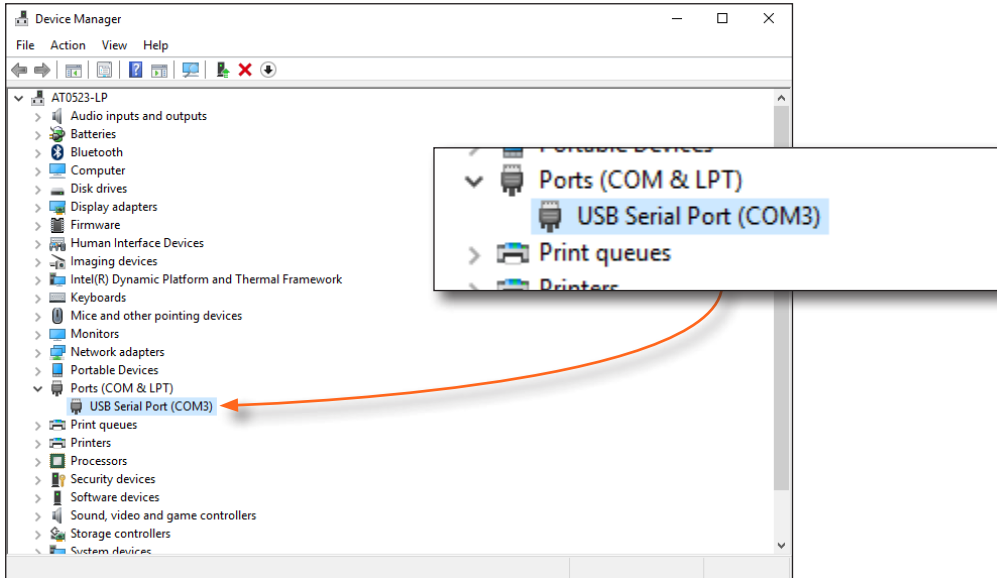 Device Manager
File Action View Help
AT0523-LP
Audio inputs and outputs
Batteries
Bluetooth
Computer
Disk drives
Display adapters
Firmware
Human Interface Devices
Imaging devices
Intel(R) Dynamic Platform and Thermal Framework
Keyboards
Mice and other pointing devices
Monitors
Network adapters
Portable Devices
Ports (COM & LPT)
USB Serial Port (COM3)
Print queues
Printers
Processors
Security devices
Software devices
Sound, video and game controllers
Storage controllers
System devices
Portable Devices
Ports (COM & LPT)
USB Serial Port (COM3)
Print queues
Printers